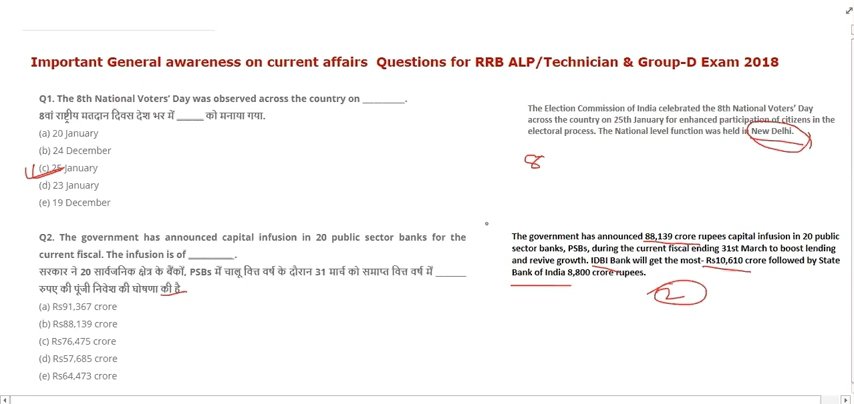 Important General awareness on current affairs Questions for RRB ALP/Technician & Group-D Exam 2018
Q1. The 8th National Voters' Day was observed across the country on _________.
8वां राष्ट्रीय मतदान दिवस देश भर में ______ को मनाया गया.
(a) 20 January
(b) 24 December
(c) 25 January
(d) 23 January
(e) 19 December
The Election Commission of India celebrated the 8th National Voters' Day
across the country on 25th January for enhanced participation of citizens in the
electoral process. The National level function was held in New Delhi.
8
Q2. The government has announced capital infusion in 20 public sector banks for the
current fiscal. The infusion is of __________.
सरकार ने 20 सार्वजनिक क्षेत्र के बैंकों, PSBs में चालू वित्त वर्ष के दौरान 31 मार्च को समाप्त वित्त वर्ष में _______
रुपए की पूंजी निवेश की घोषणा की है.
(a) Rs91,367 crore
(b) Rs88,139 crore
(c) Rs76,475 crore
(d) Rs57,685 crore
(e) Rs64,473 crore
The government has announced 88,139 crore rupees capital infusion in 20 public
sector banks, PSBs, during the current fiscal ending 31st March to boost lending
and revive growth. IDBI Bank will get the most- Rs10,610 crore followed by State
Bank of India 8,800 crore rupees.
2